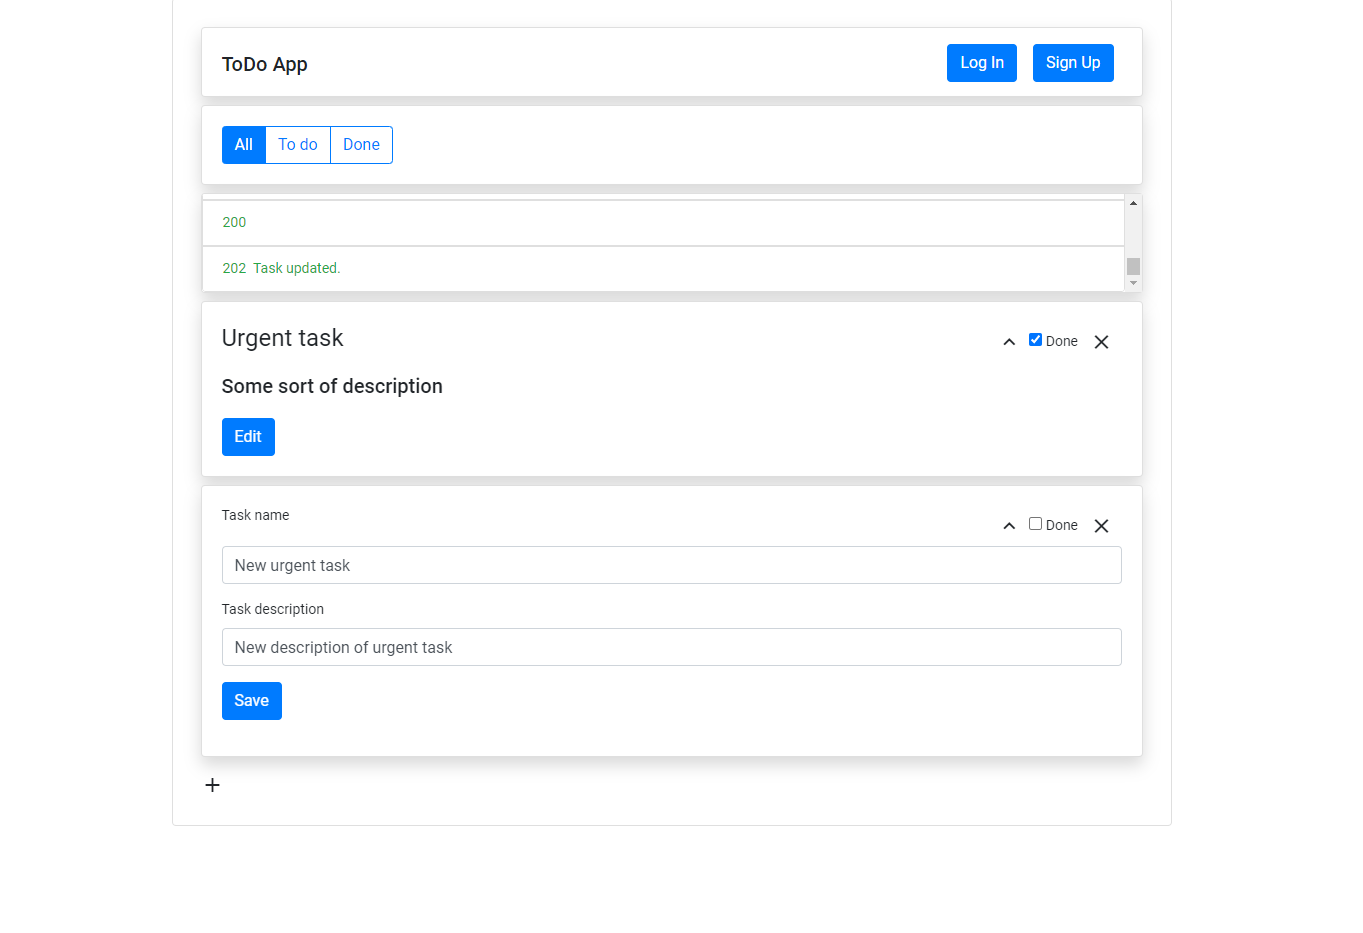 ToDo App Log In Sign Up
All To do Done
200
202 Task updated.
Urgent task Done
Some sort of description
Edit
Task name Done
New urgent task
Task description
New description of urgent task
Save